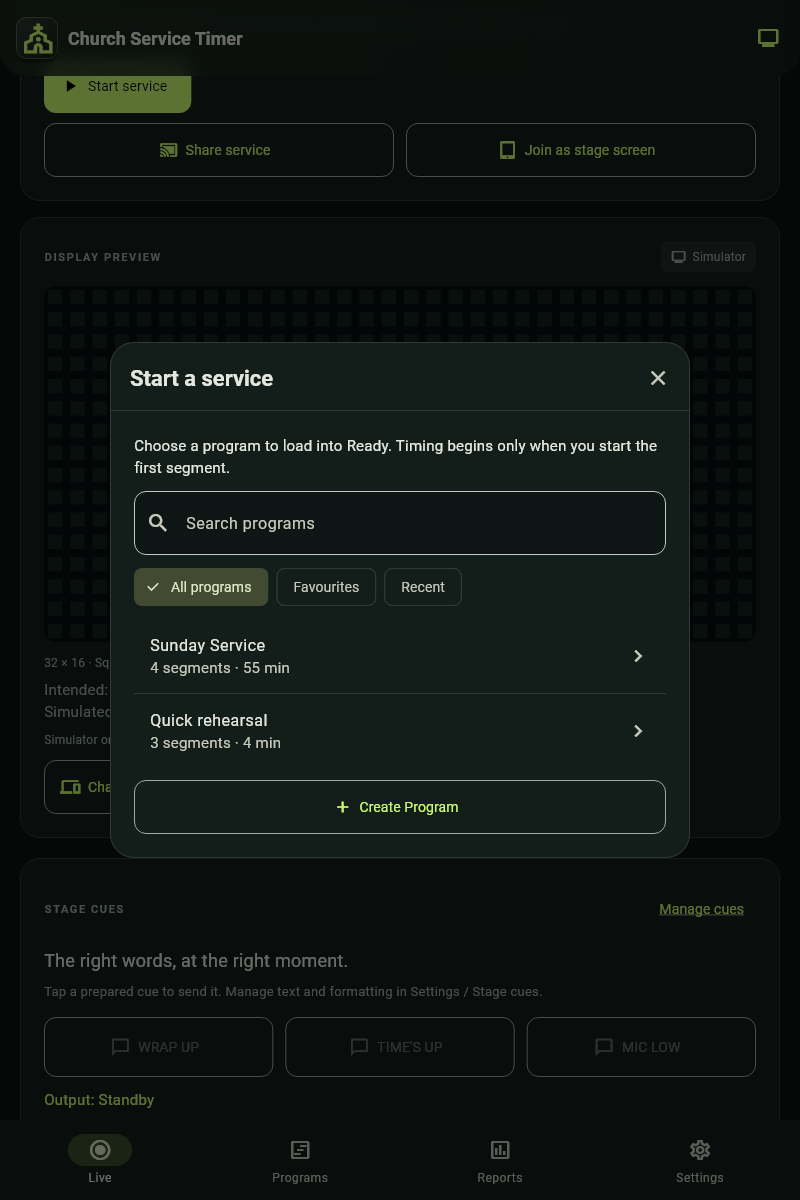 Church Service Timer
Start service
Share service
Join as stage screen
DISPLAY PREVIEW
Simulator
Start a service
Choose a program to load into Ready. Timing begins only when you start the
first segment.
Search programs
All programs
Favourites
Recent
Sunday Service
4 segments · 55 min
Quick rehearsal
3 segments · 4 min
Create Program
32 × 16 · Sq
Intended:
Simulated
Simulator
Cha
STAGE CUES
Manage cues
The right words, at the right moment.
Tap a prepared cue to send it. Manage text and formatting in Settings / Stage cues.
WRAP UP
TIME'S UP
MIC LOW
Output: Standby
Live
Programs
Reports
Settings